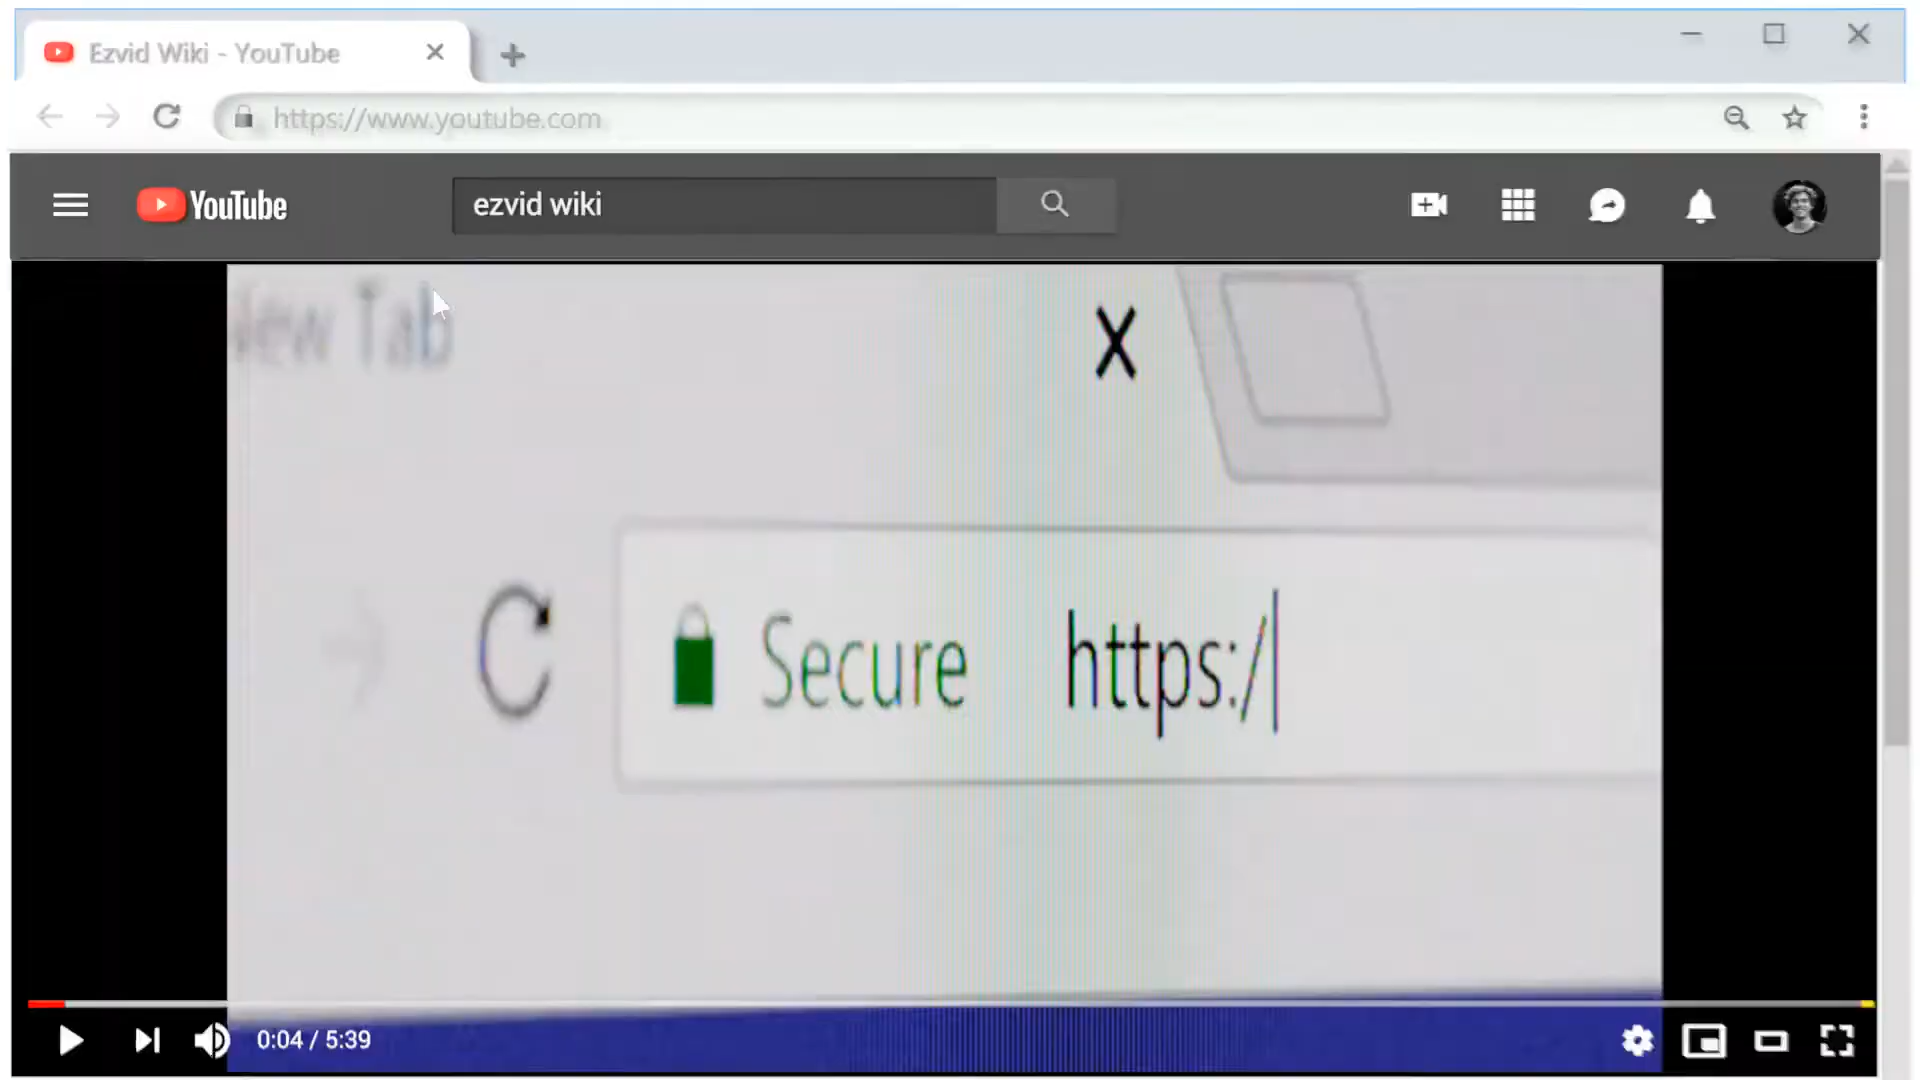 Ezvid Wiki - YouTube
https://www.youtube.com
YouTube
ezvid wiki
New Tab
X
Secure https:/
0:04 / 5:39